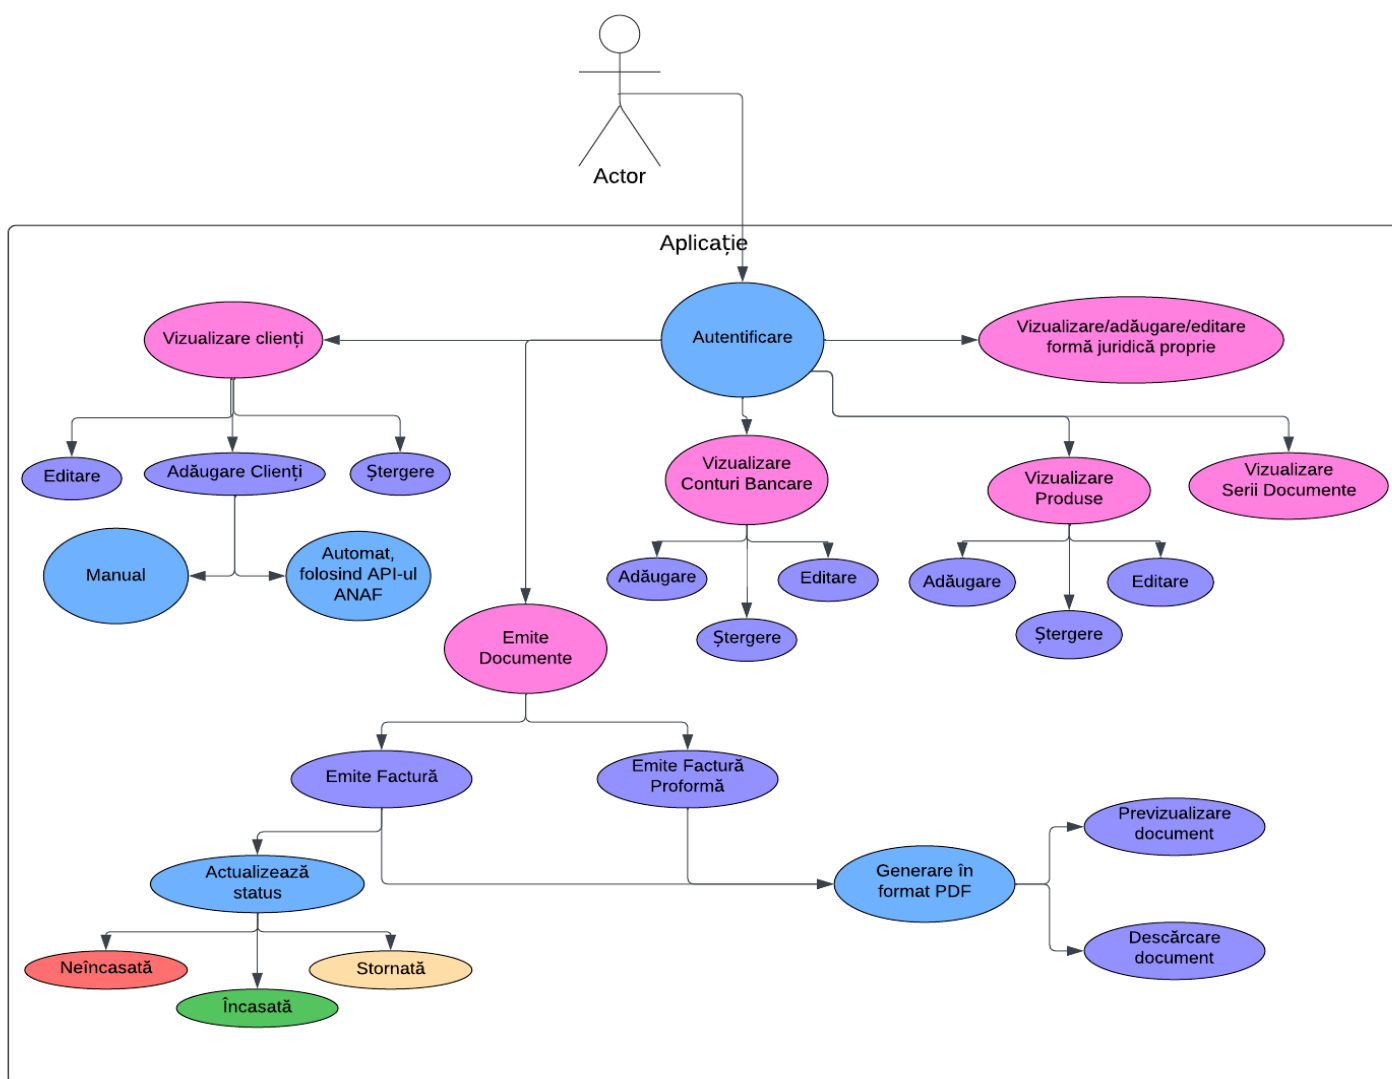 Actor
Aplicație
Vizualizare clienți
Autentificare
Vizualizare/adăugare/editare
formă juridică proprie
Editare
Adăugare Clienți
Ștergere
Vizualizare
Conturi Bancare
Vizualizare
Produse
Vizualizare
Serii Documente
Manual
Automat,
folosind API-ul
ANAF
Adăugare
Editare
Ștergere
Adăugare
Editare
Ștergere
Emite
Documente
Emite Factură
Emite Factură
Proformă
Actualizează
status
Generare în
format PDF
Previzualizare
document
Descărcare
document
Neîncasată
Stornată
Încasată